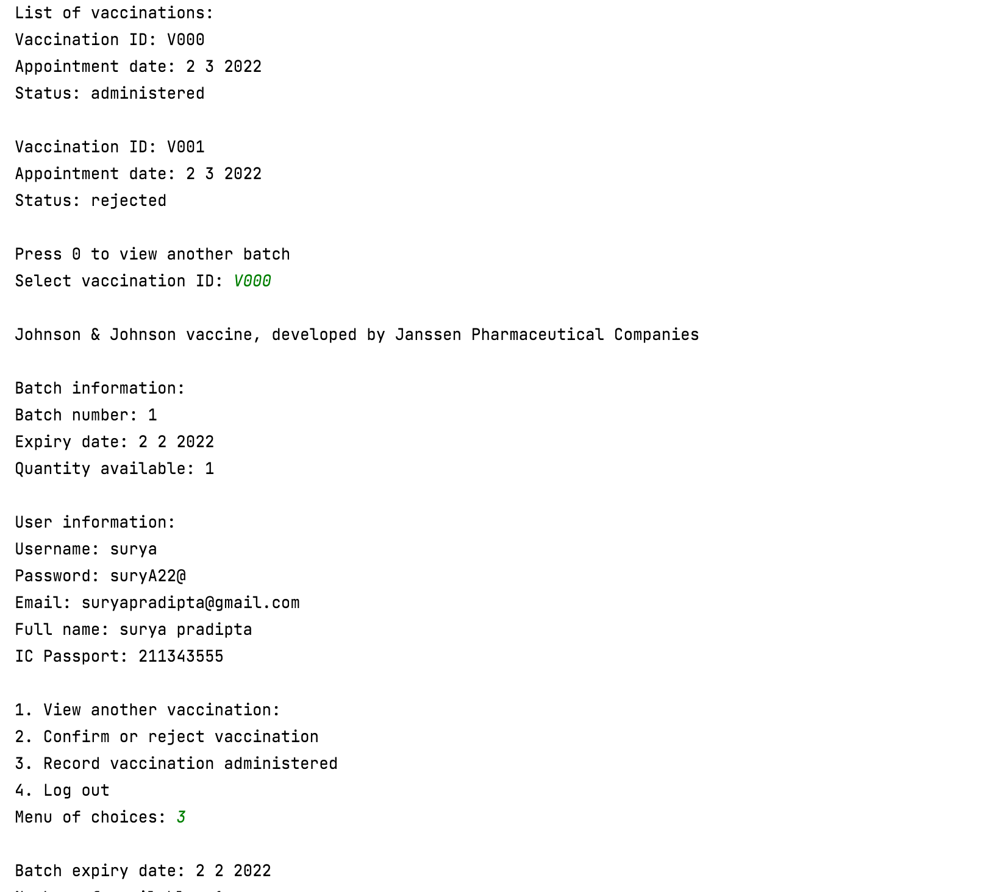 List of vaccinations:
Vaccination ID: V000
Appointment date: 2 3 2022
Status: administered
Vaccination ID: V001
Appointment date: 2 3 2022
Status: rejected
Press 0 to view another batch
Select vaccination ID: V000
Johnson & Johnson vaccine, developed by Janssen Pharmaceutical Companies
Batch information:
Batch number: 1
Expiry date: 2 2 2022
Quantity available: 1
User information:
Username: surya
Password: suryA22@
Email: suryapradipta@gmail.com
Full name: surya pradipta
IC Passport: 211343555
1. View another vaccination:
2. Confirm or reject vaccination
3. Record vaccination administered
4. Log out
Menu of choices: 3
Batch expiry date: 2 2 2022